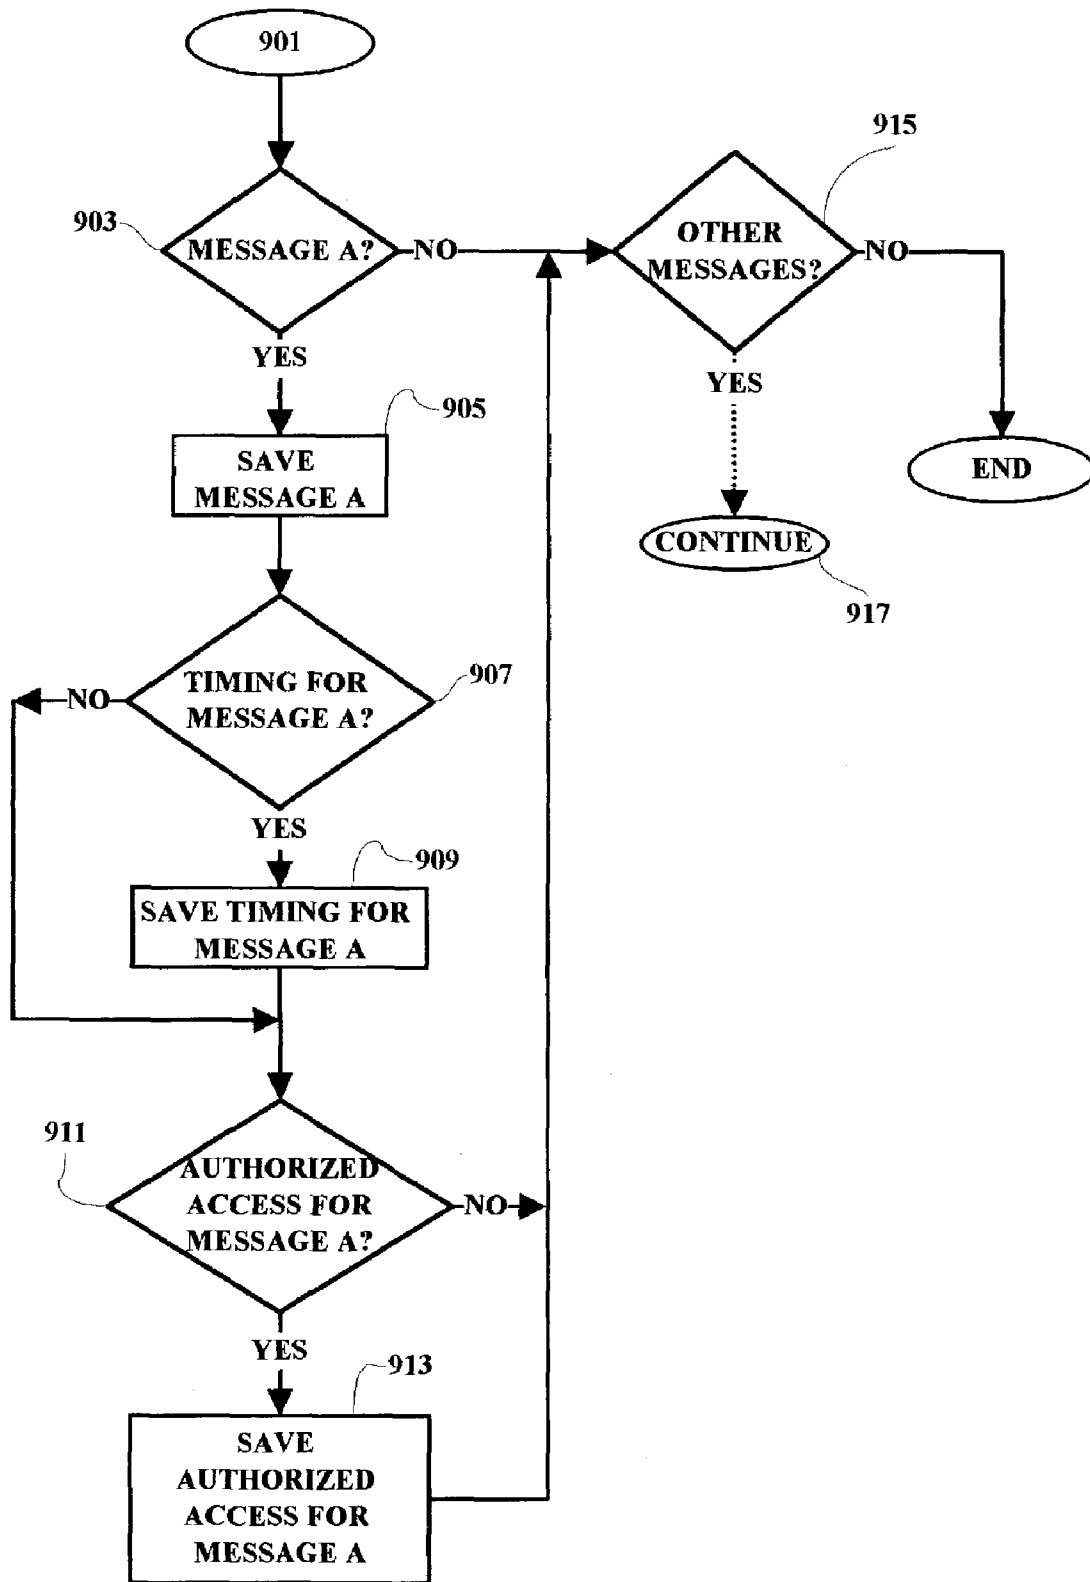 901
903
MESSAGE A?
NO
YES
915
OTHER
MESSAGES?
NO
YES
END
CONTINUE
917
905
SAVE
MESSAGE A
907
TIMING FOR
MESSAGE A?
NO
YES
909
SAVE TIMING FOR
MESSAGE A
911
AUTHORIZED
ACCESS FOR
MESSAGE A?
NO
YES
913
SAVE
AUTHORIZED
ACCESS FOR
MESSAGE A